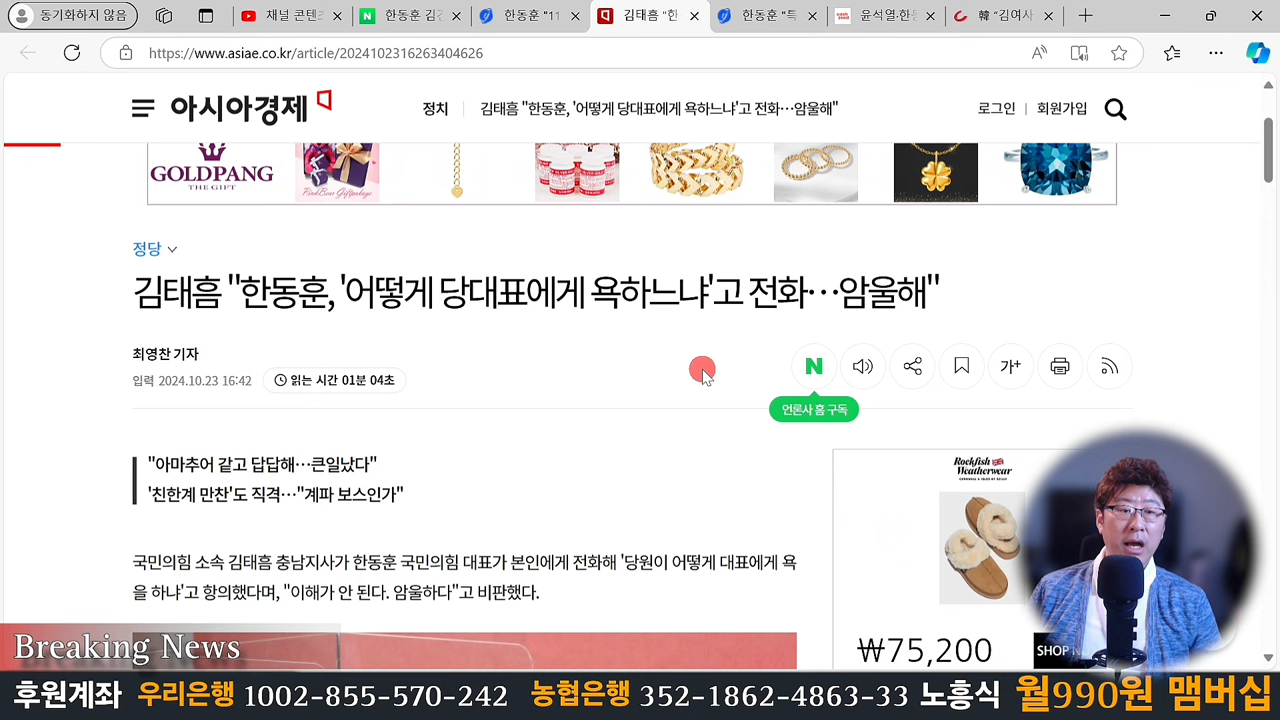 동기화하지 않음
채널 콘텐츠
한동훈 김건
한동훈 "11
김태흠 "한
한동훈 "특
윤석열·한동
韓 "김여사
https://www.asiae.co.kr/article/2024102316263404626
아시아경제
정치
김태흠 "한동훈, '어떻게 당대표에게 욕하느냐'고 전화…암울해"
로그인 | 회원가입
GOLDPANG
THE GIFT
정당
김태흠 "한동훈, '어떻게 당대표에게 욕하느냐'고 전화…암울해"
최영찬 기자
입력 2024.10.23 16:42
읽는 시간 01분 04초
N
가+
언론사 홈 구독
"아마추어 같고 답답해…큰일났다"
'친한계 만찬'도 직격…"계파 보스인가"
국민의힘 소속 김태흠 충남지사가 한동훈 국민의힘 대표가 본인에게 전화해 '당원이 어떻게 대표에게 욕
을 하냐'고 항의했다며, "이해가 안 된다. 암울하다"고 비판했다.
Rockfish
Weatherwear
₩75,200
SHOP N
Breaking News
후원계좌 우리은행 1002-855-570-242 농협은행 352-1862-4863-33 노흥식 월990원 맴버십